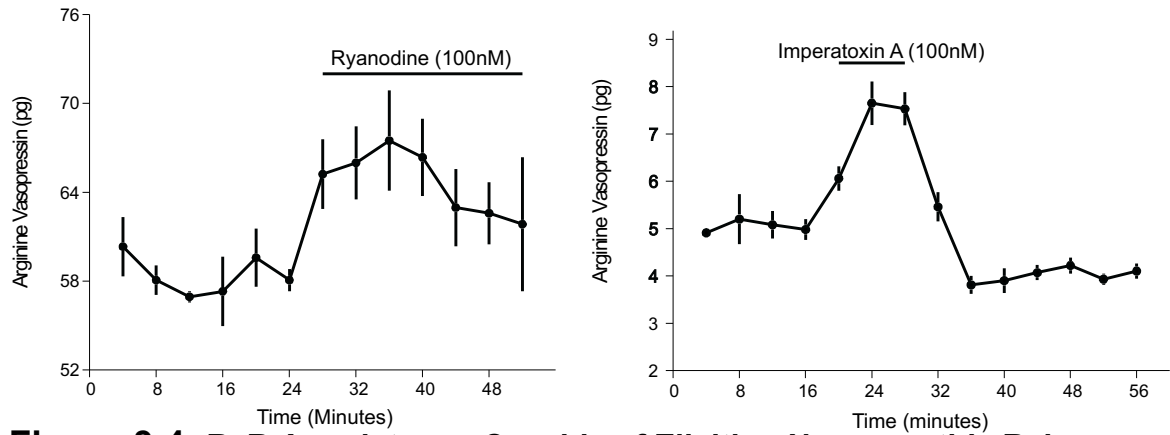 76
70
64
58
52
Arginine Vasopressin (pg)
Ryanodine (100nM)
0 8 16 24 32 40 48
Time (Minutes)
9
8
7
6
5
4
3
2
Arginine Vasopressin (pg)
Imperatoxin A (100nM)
0 8 16 24 32 40 48 56
Time (minutes)